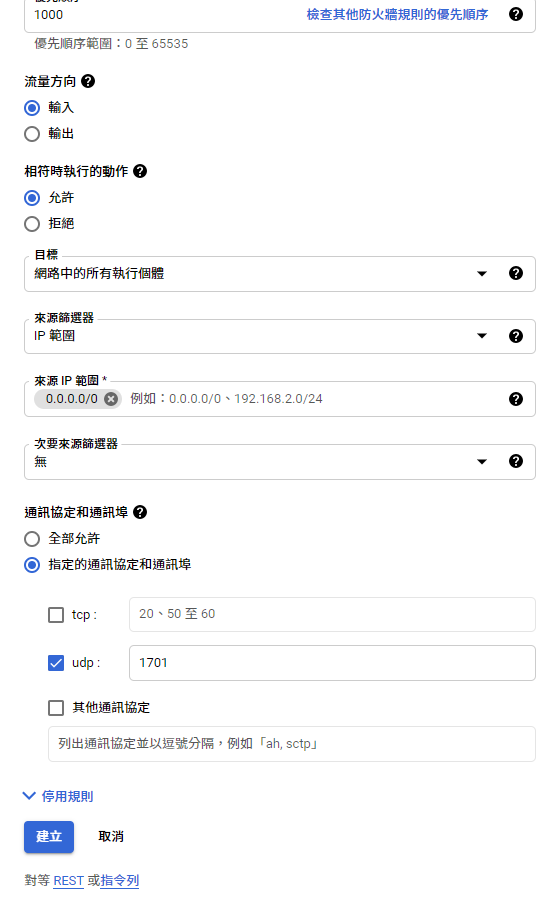 1000 檢查其他防火牆規則的優先順序
優先順序範圍：0 至 65535
流量方向
輸入
輸出
相符時執行的動作
允許
拒絕
目標
網路中的所有執行個體
來源篩選器
IP 範圍
來源 IP 範圍 *
0.0.0.0/0 例如：0.0.0.0/0、192.168.2.0/24
次要來源篩選器
無
通訊協定和通訊埠
全部允許
指定的通訊協定和通訊埠
tcp : 20、50 至 60
udp : 1701
其他通訊協定
列出通訊協定並以逗號分隔，例如「ah, sctp」
停用規則
建立 取消
對等 REST 或指令列